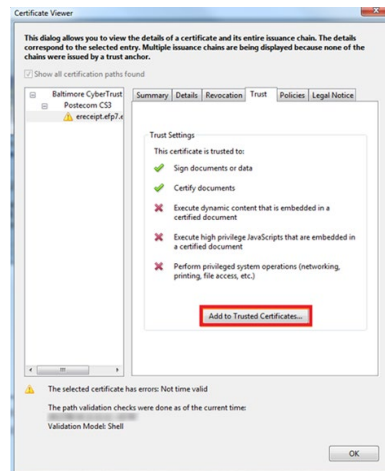 Certificate Viewer
This dialog allows you to view the details of a certificate and its entire issuance chain. The details
correspond to the selected entry. Multiple issuance chains are being displayed because none of the
chains were issued by a trust anchor.
Show all certification paths found
Baltimore CyberTrust
Postecom CS3
ereceipt.efp7.e
Summary Details Revocation Trust Policies Legal Notice
Trust Settings
This certificate is trusted to:
Sign documents or data
Certify documents
Execute dynamic content that is embedded in a
certified document
Execute high privilege JavaScripts that are embedded in
a certified document
Perform privileged system operations (networking,
printing, file access, etc.)
Add to Trusted Certificates...
The selected certificate has errors: Not time valid
The path validation checks were done as of the current time:
Validation Model: Shell
OK